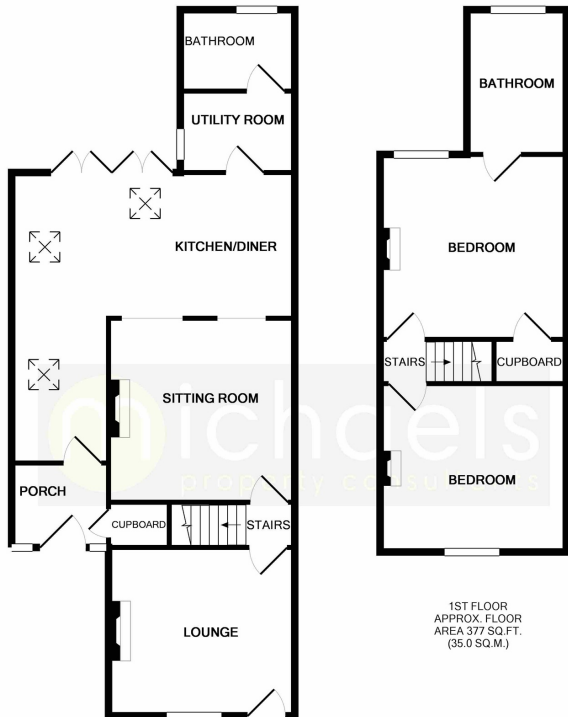 BATHROOM
UTILITY ROOM
KITCHEN/DINER
SITTING ROOM
PORCH
CUPBOARD
STAIRS
LOUNGE
BATHROOM
BEDROOM
STAIRS
CUPBOARD
BEDROOM
michaels
property consultants
1ST FLOOR
APPROX. FLOOR
AREA 377 SQ.FT.
(35.0 SQ.M.)